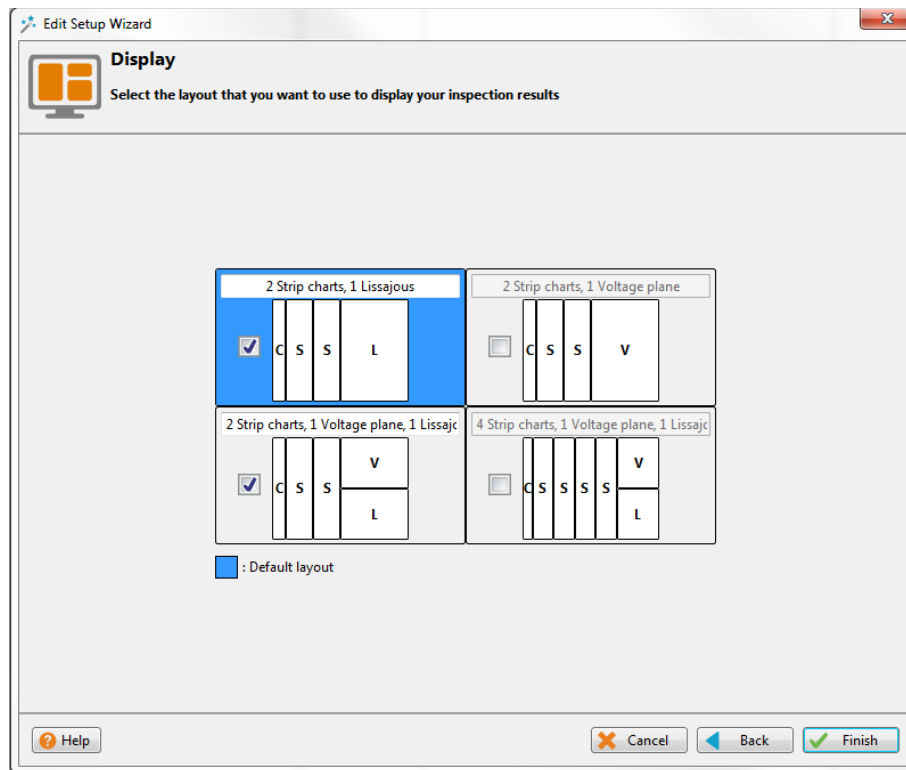 Edit Setup Wizard
x
Display
Select the layout that you want to use to display your inspection results
2 Strip charts, 1 Lissajous
C S S L
2 Strip charts, 1 Voltage plane
C S S V
2 Strip charts, 1 Voltage plane, 1 Lissajc
C S S V L
4 Strip charts, 1 Voltage plane, 1 Lissajc
C S S S S V L
: Default layout
? Help
Cancel
Back
Finish